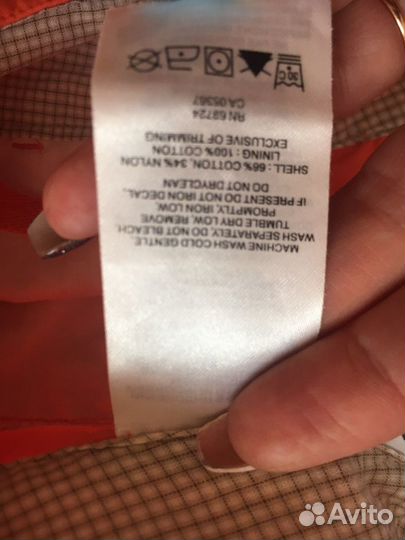 MACHINE WASH COLD GENTLE,
WASH SEPARATELY, DO NOT BLEACH.
TUMBLE DRY LOW, REMOVE
PROMPTLY, IRON LOW,
IF PRESENT DO NOT IRON DECAL,
DO NOT DRYCLEAN
SHELL : 66% COTTON, 34% NYLON
LINING : 100% COTTON
EXCLUSIVE OF TRIMMING
RN 69724
CA 05367
30°C
Avito